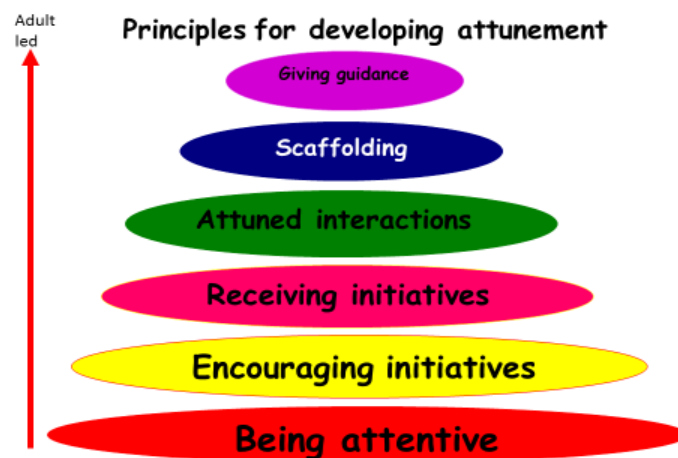 Adult
led
Principles for developing attunement
Giving guidance
Scaffolding
Attuned interactions
Receiving initiatives
Encouraging initiatives
Being attentive